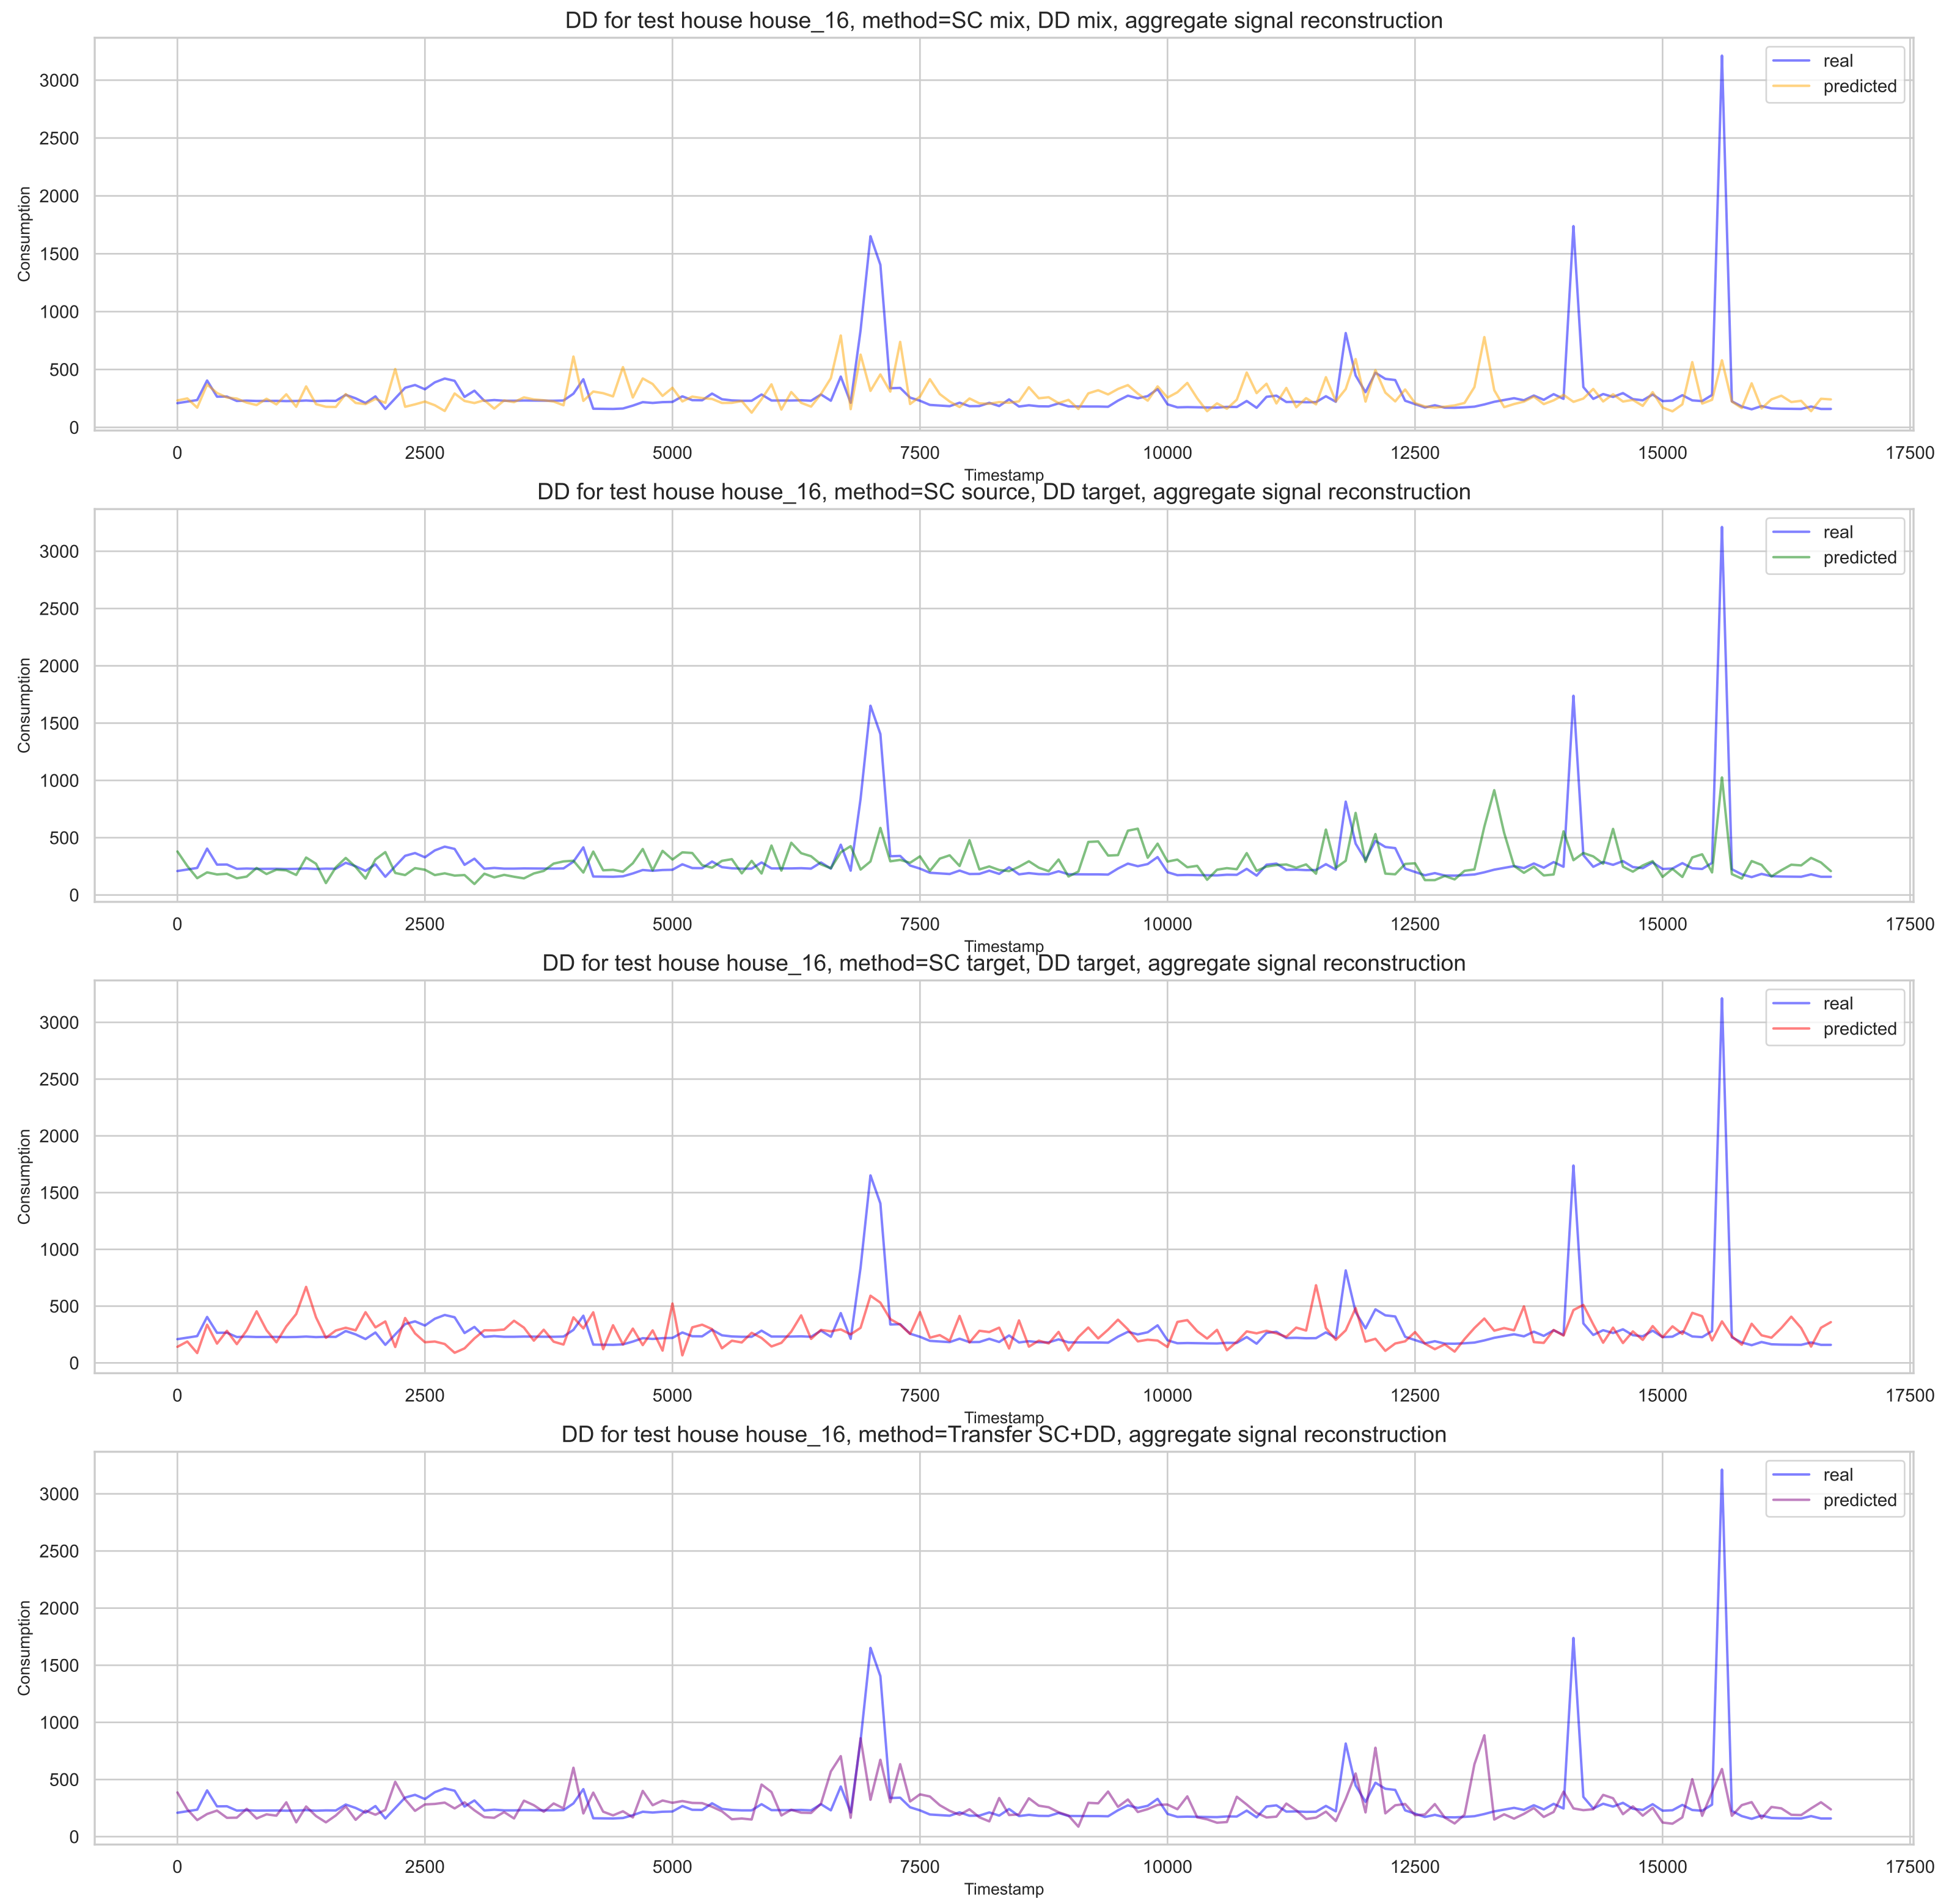 DD for test house house_16, method=SC mix, DD mix, aggregate signal reconstruction
real
predicted
Consumption
3000
2500
2000
1500
1000
500
0
0 2500 5000 7500 10000 12500 15000 17500
Timestamp
DD for test house house_16, method=SC source, DD target, aggregate signal reconstruction
real
predicted
Consumption
3000
2500
2000
1500
1000
500
0
0 2500 5000 7500 10000 12500 15000 17500
Timestamp
DD for test house house_16, method=SC target, DD target, aggregate signal reconstruction
real
predicted
Consumption
3000
2500
2000
1500
1000
500
0
0 2500 5000 7500 10000 12500 15000 17500
Timestamp
DD for test house house_16, method=Transfer SC+DD, aggregate signal reconstruction
real
predicted
Consumption
3000
2500
2000
1500
1000
500
0
0 2500 5000 7500 10000 12500 15000 17500
Timestamp